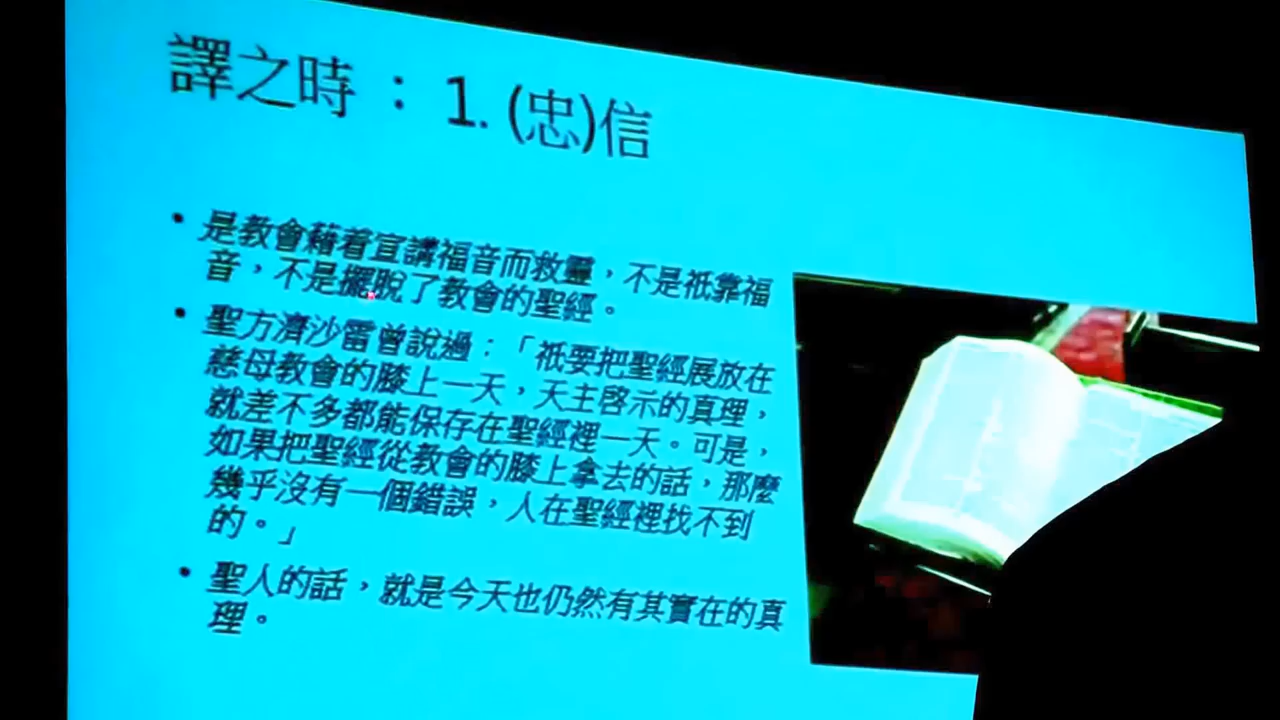 譯之時：1. (忠)信
• 是教會藉着宣講福音而救靈，不是祇靠福
音，不是擺脫了教會的聖經。
• 聖方濟沙雷曾說過：「祇要把聖經展放在
慈母教會的膝上一天，天主啓示的真理，
就差不多都能保存在聖經裡一天。可是，
如果把聖經從教會的膝上拿去的話，那麼
幾乎沒有一個錯誤，人在聖經裡找不到
的。」
• 聖人的話，就是今天也仍然有其實在的真
理。